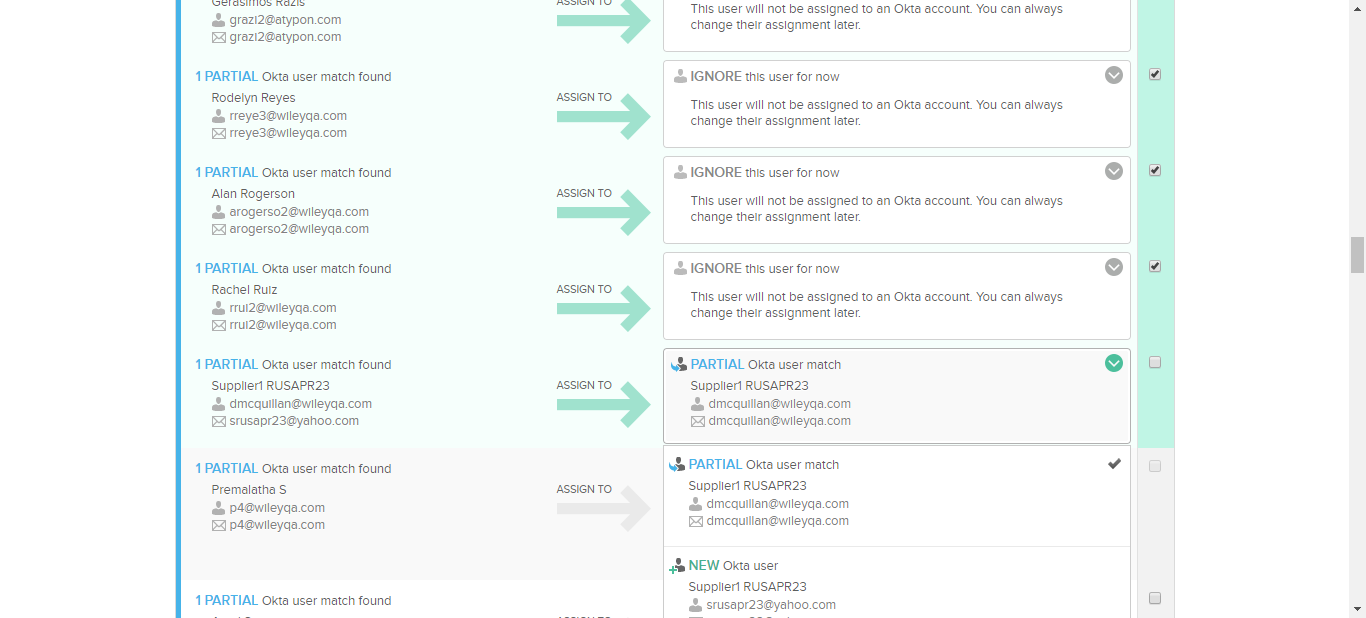 Gerasimos Razis
grazi2@atypon.com
grazi2@atypon.com
ASSIGN TO
This user will not be assigned to an Okta account. You can always
change their assignment later.
1 PARTIAL Okta user match found
Rodelyn Reyes
rreye3@wileyqa.com
rreye3@wileyqa.com
ASSIGN TO
IGNORE this user for now
This user will not be assigned to an Okta account. You can always
change their assignment later.
1 PARTIAL Okta user match found
Alan Rogerson
arogerso2@wileyqa.com
arogerso2@wileyqa.com
ASSIGN TO
IGNORE this user for now
This user will not be assigned to an Okta account. You can always
change their assignment later.
1 PARTIAL Okta user match found
Rachel Ruiz
rrui2@wileyqa.com
rrui2@wileyqa.com
ASSIGN TO
IGNORE this user for now
This user will not be assigned to an Okta account. You can always
change their assignment later.
1 PARTIAL Okta user match found
Supplier1 RUSAPR23
dmcquillan@wileyqa.com
srusapr23@yahoo.com
ASSIGN TO
PARTIAL Okta user match
Supplier1 RUSAPR23
dmcquillan@wileyqa.com
dmcquillan@wileyqa.com
1 PARTIAL Okta user match found
Premalatha S
p4@wileyqa.com
p4@wileyqa.com
ASSIGN TO
PARTIAL Okta user match
Supplier1 RUSAPR23
dmcquillan@wileyqa.com
dmcquillan@wileyqa.com
NEW Okta user
Supplier1 RUSAPR23
srusapr23@yahoo.com
1 PARTIAL Okta user match found
ASSIGN TO